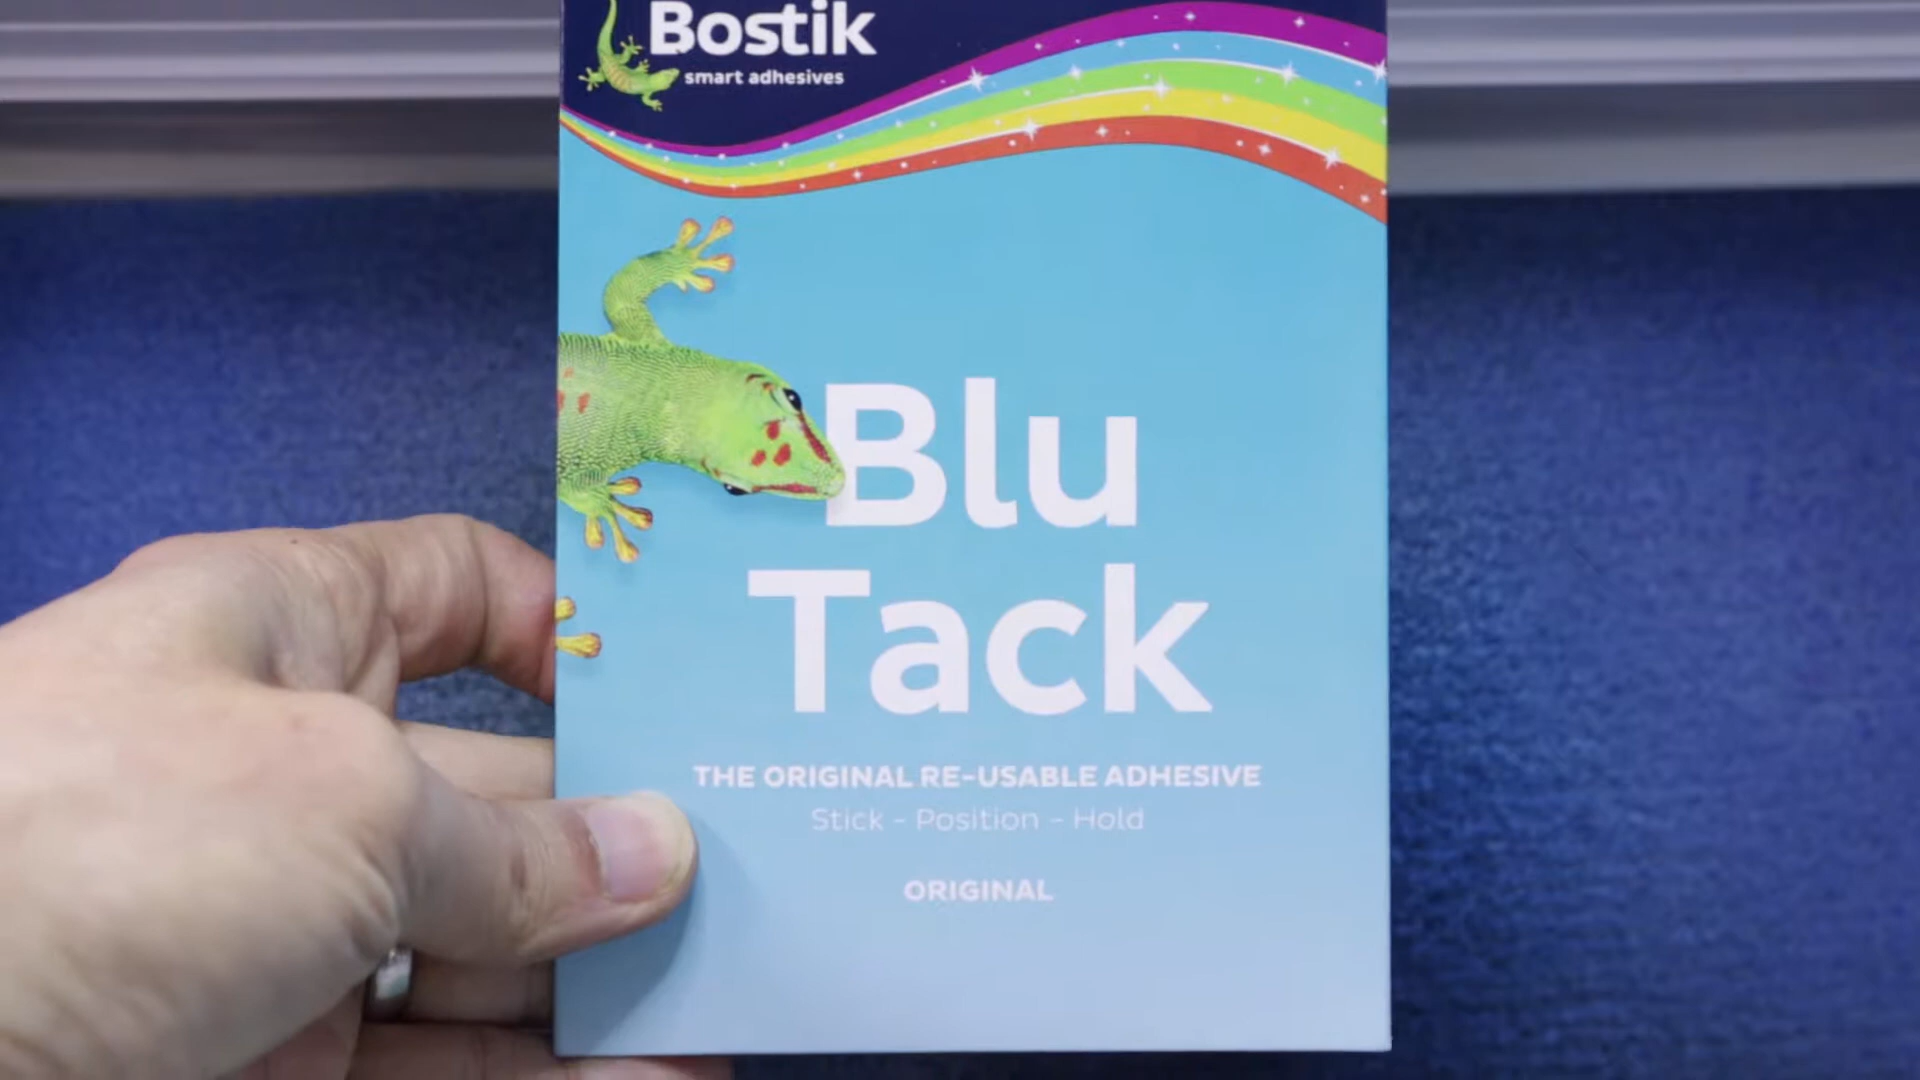 Bostik
smart adhesives
Blu
Tack
THE ORIGINAL RE-USABLE ADHESIVE
Stick - Position - Hold
ORIGINAL